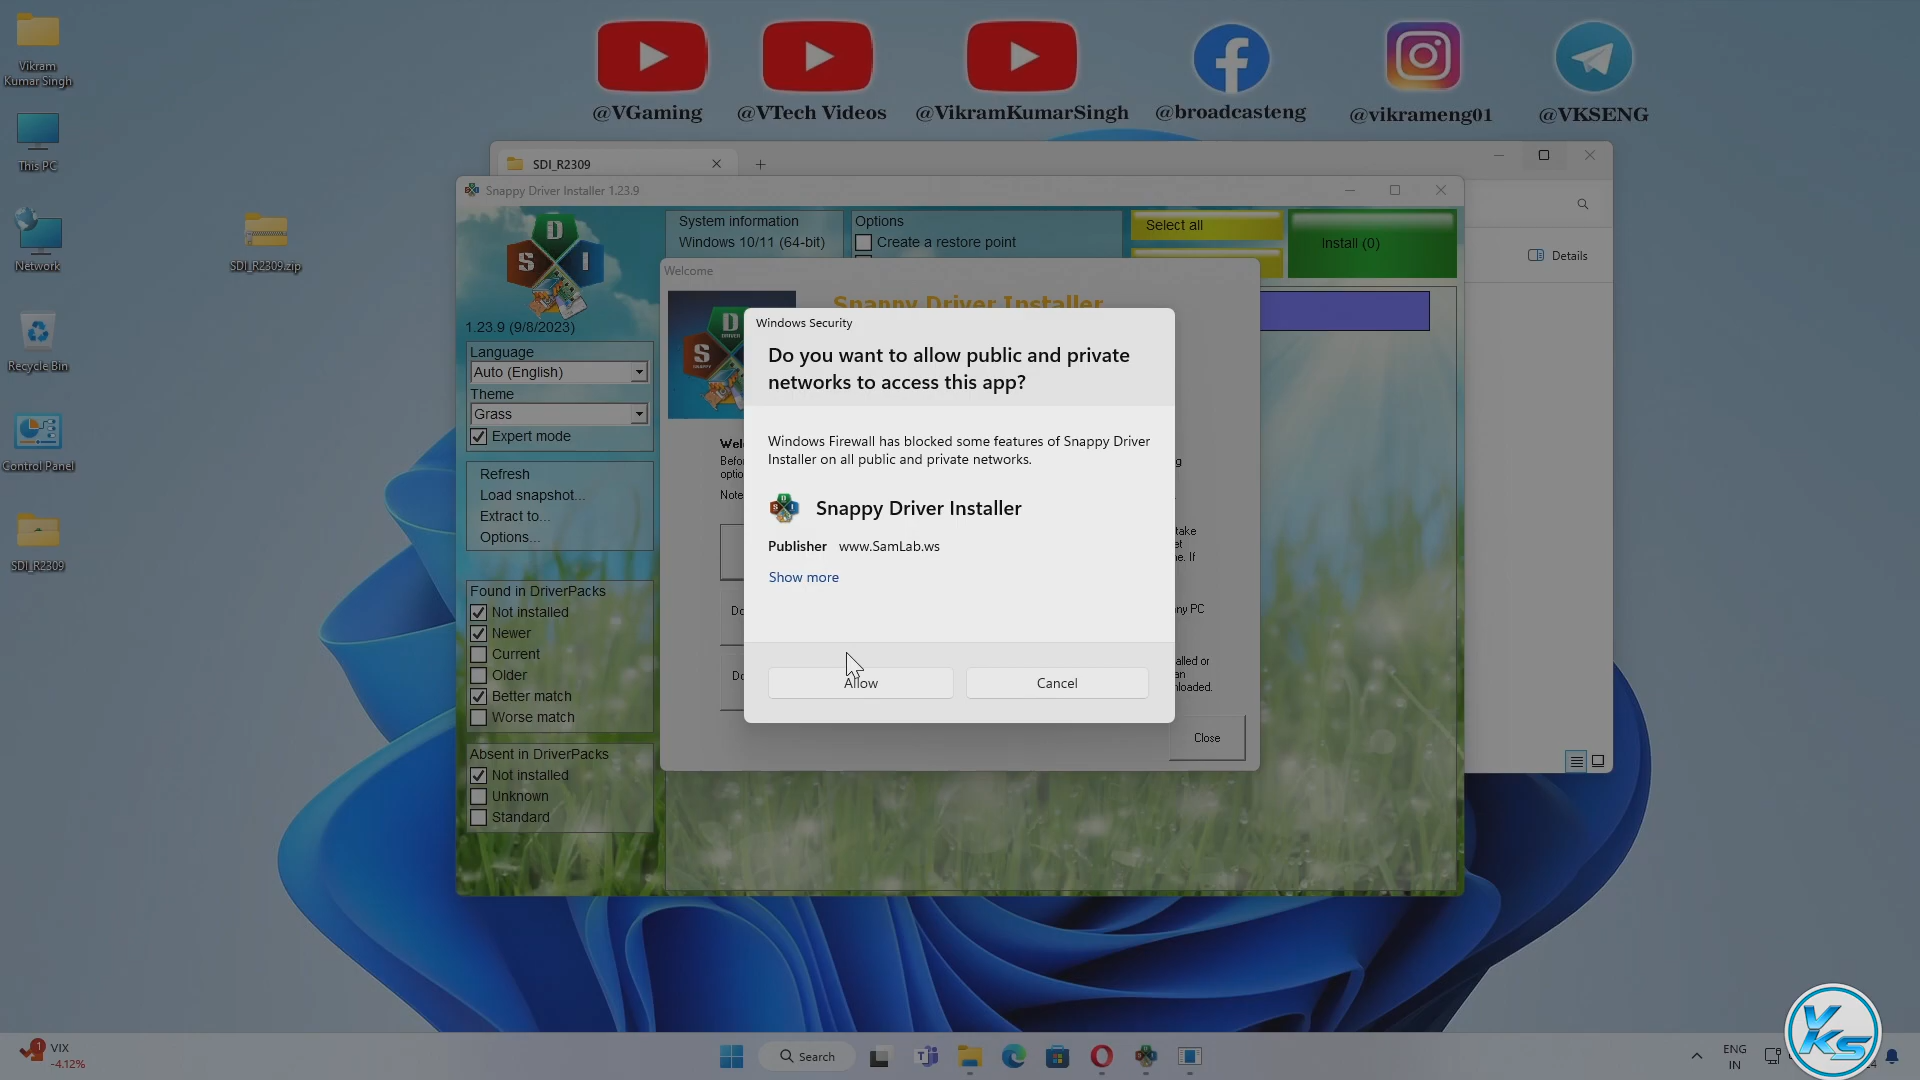 @VGaming
@VTech Videos
@VikramKumarSingh
@broadcasteng
@vikrameng01
@VKSENG
Vikram
Kumar Singh
This PC
Network
Recycle Bin
Control Panel
SDI_R2309
SDI_R2309.zip
SDI_R2309
Details
Snappy Driver Installer 1.23.9
S D I
1.23.9 (9/8/2023)
Language
Auto (English)
Theme
Grass
Expert mode
Refresh
Load snapshot...
Extract to...
Options...
Found in DriverPacks
Not installed
Newer
Current
Older
Better match
Worse match
Absent in DriverPacks
Not installed
Unknown
Standard
System information
Windows 10/11 (64-bit)
Options
Create a restore point
Select all
Install (0)
Welcome
Snappy Driver Installer
Close
Windows Security
Do you want to allow public and private
networks to access this app?
Windows Firewall has blocked some features of Snappy Driver
Installer on all public and private networks.
Snappy Driver Installer
Publisher www.SamLab.ws
Show more
Allow
Cancel
1
VIX
-4.12%
Search
ENG
IN
VKS